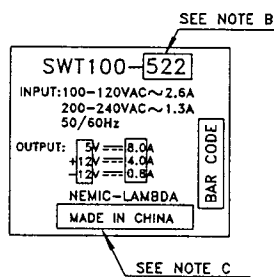 SEE NOTE B
SWT100-522
INPUT:100-120VAC~2.6A
200-240VAC~1.3A
50/60Hz
OUTPUT: 5V⎓8.0A
+12V⎓4.0A
-12V⎓0.8A
BAR CODE
NEMIC-LAMBDA
MADE IN CHINA
SEE NOTE C